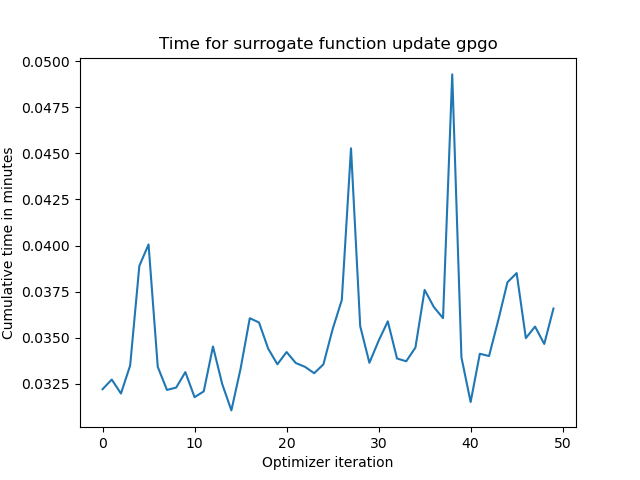 Time for surrogate function update gpgo
0.0500
0.0475
0.0450
0.0425
0.0400
0.0375
0.0350
0.0325
Cumulative time in minutes
0 10 20 30 40 50
Optimizer iteration